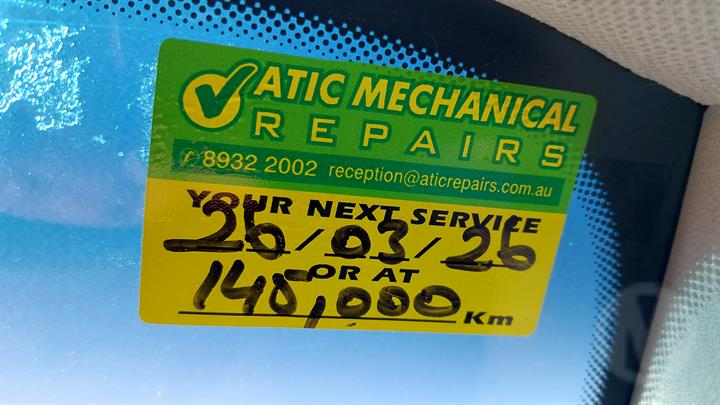 ATIC MECHANICAL
REPAIRS
8932 2002 reception@aticrepairs.com.au
YOUR NEXT SERVICE
26/03/26
OR AT
145,000 Km